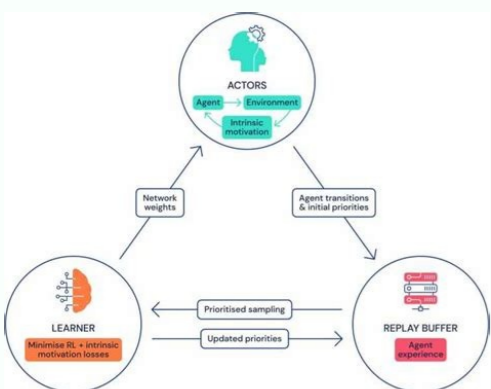 ACTORS
Agent
Environment
Intrinsic
motivation
Network
weights
Agent transitions
& initial priorities
LEARNER
Minimise RL + intrinsic
motivation losses
Prioritised sampling
Updated priorities
REPLAY BUFFER
Agent
experience